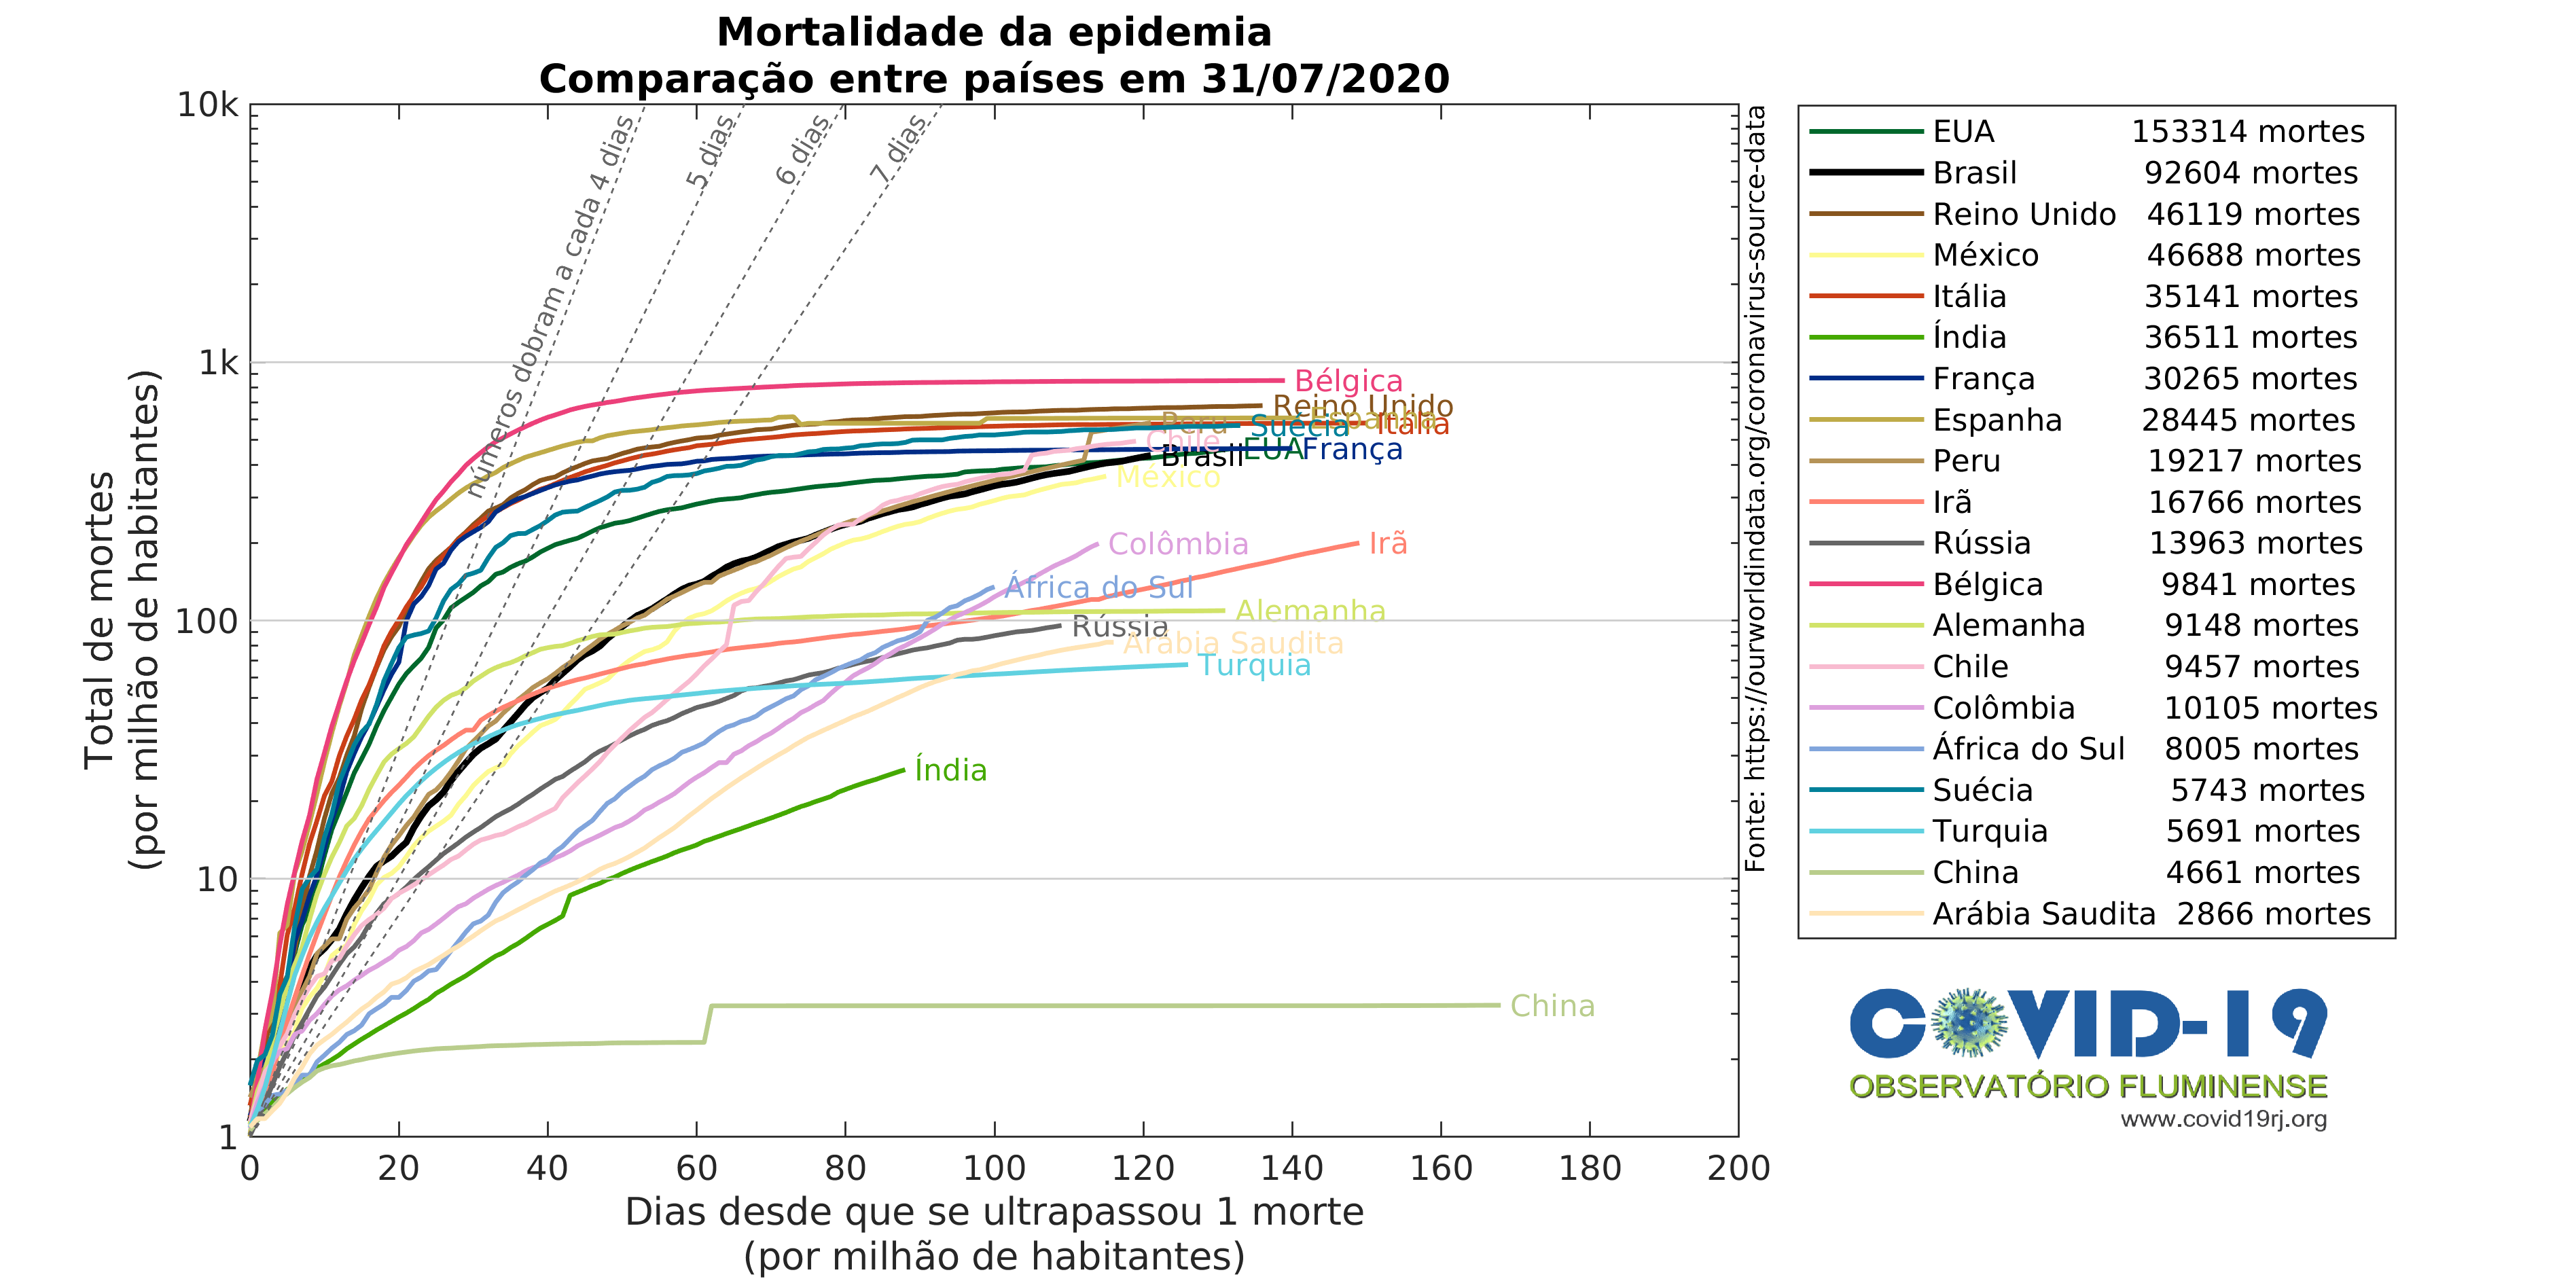 Mortalidade da epidemia
Comparação entre países em 31/07/2020
Total de mortes
(por milhão de habitantes)
10k
1k
100
10
1
números dobram a cada 4 dias
5 dias
6 dias
7 dias
Bélgica
Reino Unido
Espanha
Peru
Suécia
Itália
Chile
Brasil
EUA
França
México
Colômbia
Irã
África do Sul
Alemanha
Rússia
Arábia Saudita
Turquia
Índia
China
0 20 40 60 80 100 120 140 160 180 200
Dias desde que se ultrapassou 1 morte
(por milhão de habitantes)
Fonte: https://ourworldindata.org/coronavirus-source-data
EUA 153314 mortes
Brasil 92604 mortes
Reino Unido 46119 mortes
México 46688 mortes
Itália 35141 mortes
Índia 36511 mortes
França 30265 mortes
Espanha 28445 mortes
Peru 19217 mortes
Irã 16766 mortes
Rússia 13963 mortes
Bélgica 9841 mortes
Alemanha 9148 mortes
Chile 9457 mortes
Colômbia 10105 mortes
África do Sul 8005 mortes
Suécia 5743 mortes
Turquia 5691 mortes
China 4661 mortes
Arábia Saudita 2866 mortes
COVID-19
OBSERVATÓRIO FLUMINENSE
www.covid19rj.org